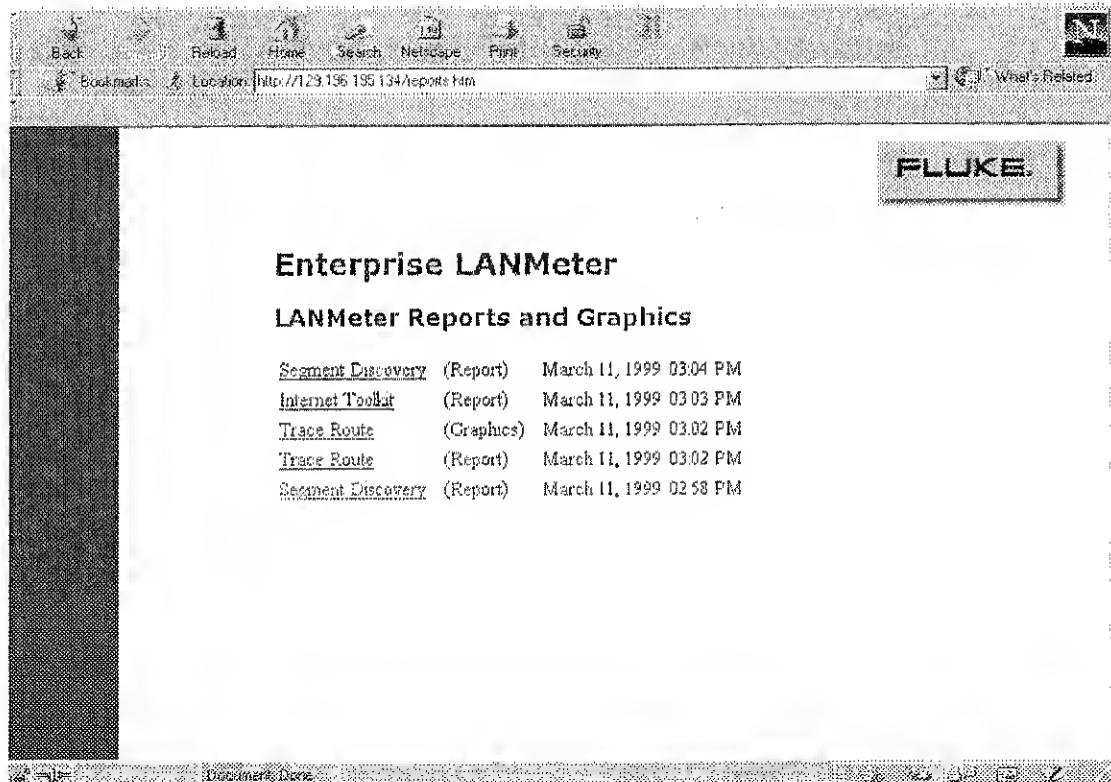 Back Reload Home Search Netscape Print Security
Bookmarks Location: http://129.196.195.134/reports.htm What's Related
N
FLUKE.
Enterprise LANMeter
LANMeter Reports and Graphics
Segment Discovery (Report) March 11, 1999 03:04 PM
Internet Toolkit (Report) March 11, 1999 03:03 PM
Trace Route (Graphics) March 11, 1999 03:02 PM
Trace Route (Report) March 11, 1999 03:02 PM
Segment Discovery (Report) March 11, 1999 02:58 PM
Document: Done